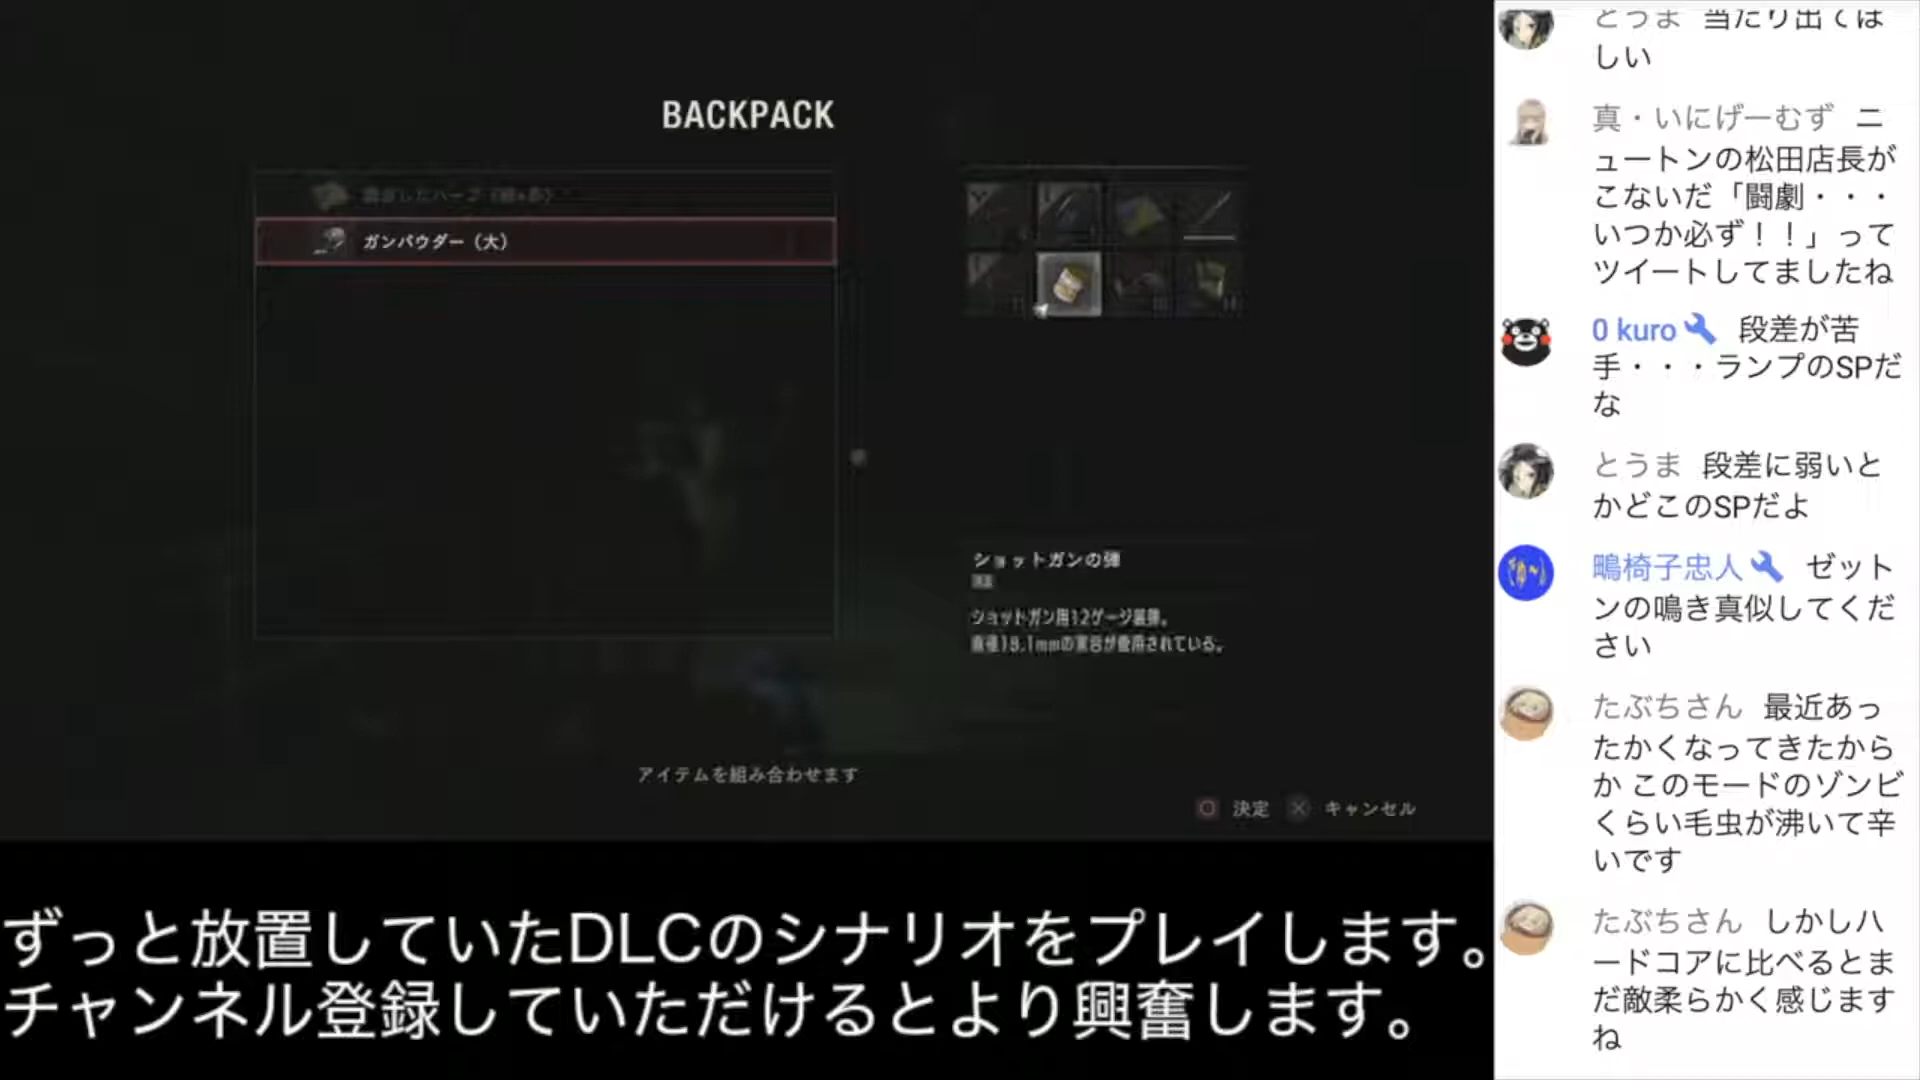 BACKPACK
ガンパウダー（大）
ショットガンの弾
ショットガン用12ゲージ装弾。
アイテムを組み合わせます
決定
キャンセル
ずっと放置していたDLCのシナリオをプレイします。
チャンネル登録していただけるとより興奮します。
とうま 当たり出てほ
しい
真・いにげーむず ニ
ュートンの松田店長が
こないだ「闘劇・・・
いつか必ず！！」って
ツイートしてましたね
0 kuro 段差が苦
手・・・ランプのSPだ
な
とうま 段差に弱いと
かどこのSPだよ
鴫椅子忠人 ゼット
ンの鳴き真似してくだ
さい
たぶちさん 最近あっ
たかくなってきたから
か このモードのゾンビ
くらい毛虫が沸いて辛
いです
たぶちさん しかしハ
ードコアに比べるとま
だ敵柔らかく感じます
ね